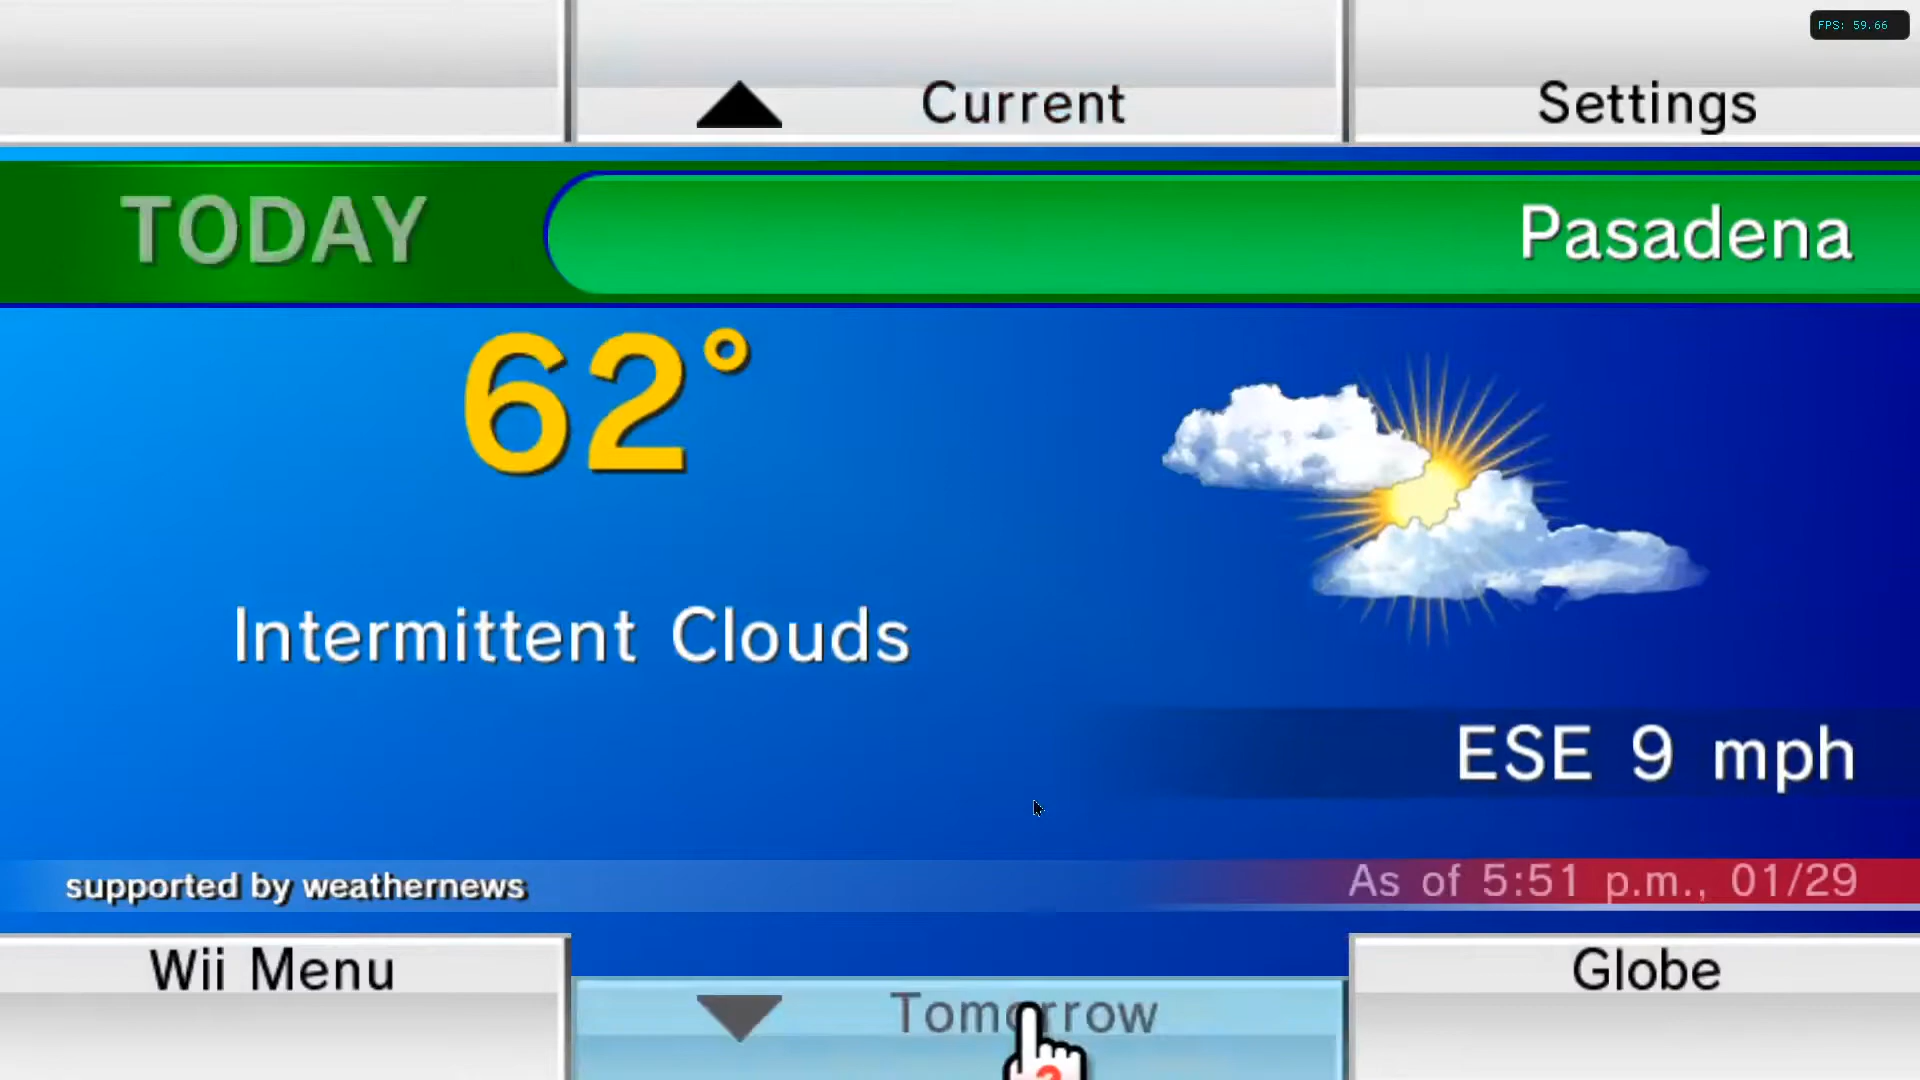 FPS: 59.66
Current
Settings
TODAY
Pasadena
62°
Intermittent Clouds
ESE 9 mph
supported by weathernews
As of 5:51 p.m., 01/29
Wii Menu
Tomorrow
Globe